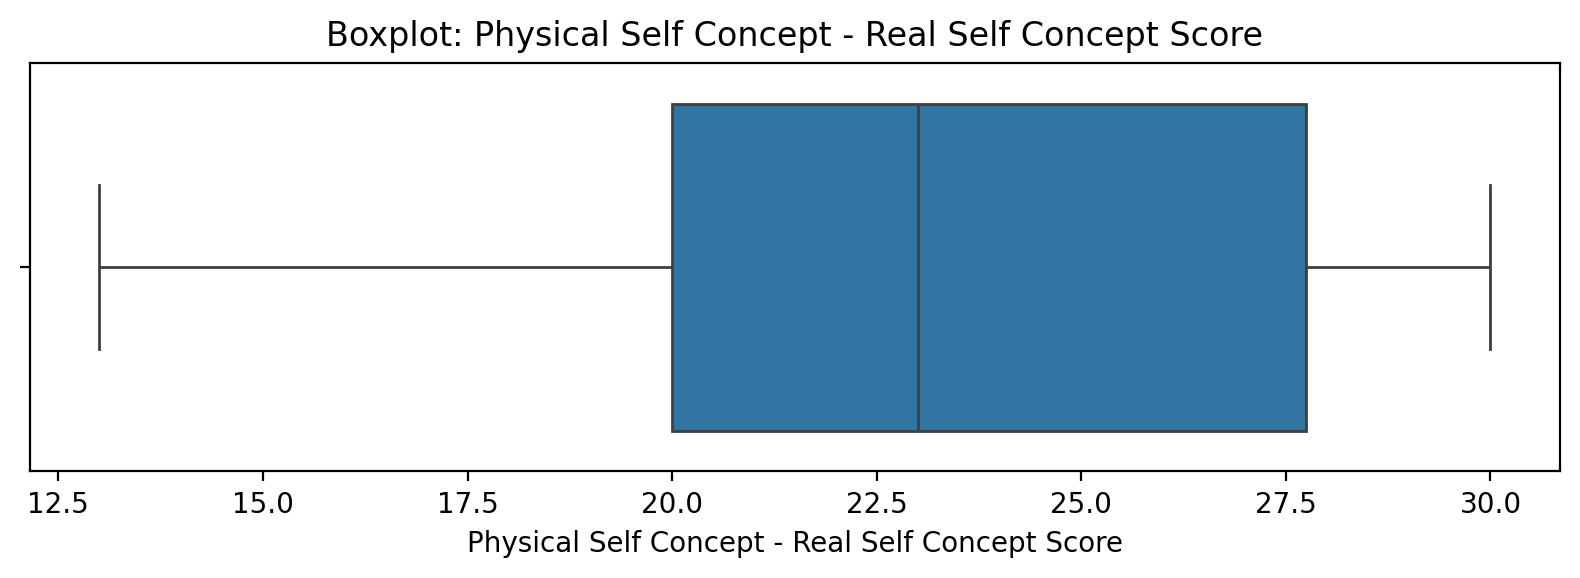 Boxplot: Physical Self Concept - Real Self Concept Score
12.5 15.0 17.5 20.0 22.5 25.0 27.5 30.0
Physical Self Concept - Real Self Concept Score